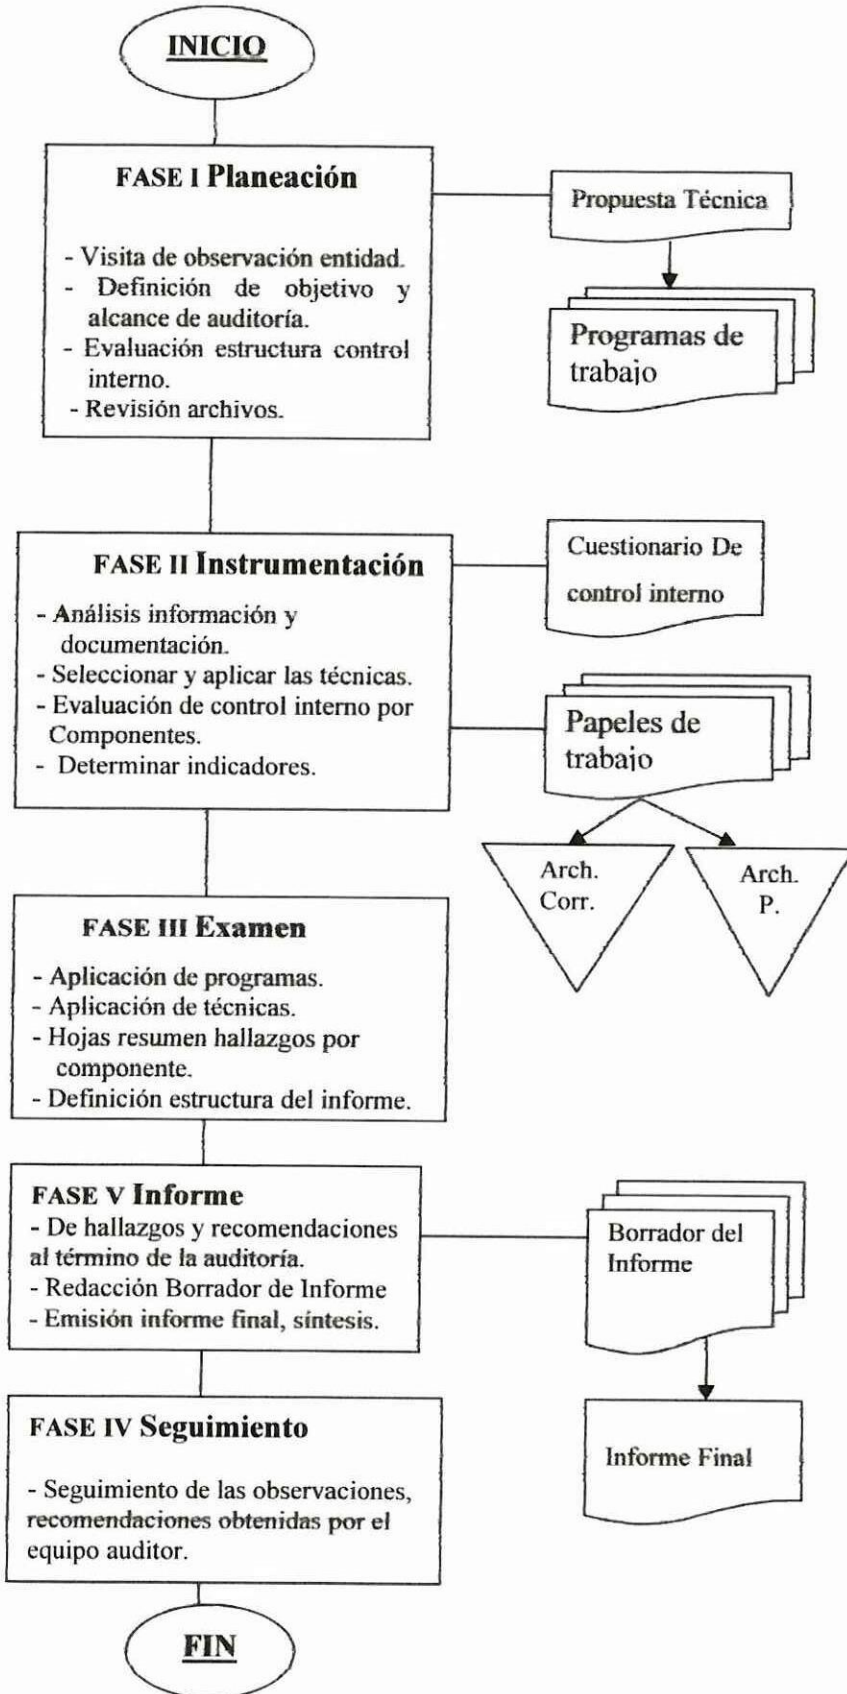 INICIO
FASE I Planeación
- Visita de observación entidad.
- Definición de objetivo y
alcance de auditoría.
- Evaluación estructura control
interno.
- Revisión archivos.
Propuesta Técnica
Programas de
trabajo
FASE II Instrumentación
- Análisis información y
documentación.
- Seleccionar y aplicar las técnicas.
- Evaluación de control interno por
Componentes.
- Determinar indicadores.
Cuestionario De
control interno
Papeles de
trabajo
Arch.
Corr.
Arch.
P.
FASE III Examen
- Aplicación de programas.
- Aplicación de técnicas.
- Hojas resumen hallazgos por
componente.
- Definición estructura del informe.
FASE V Informe
- De hallazgos y recomendaciones
al término de la auditoría.
- Redacción Borrador de Informe
- Emisión informe final, síntesis.
Borrador del
Informe
FASE IV Seguimiento
- Seguimiento de las observaciones,
recomendaciones obtenidas por el
equipo auditor.
Informe Final
FIN